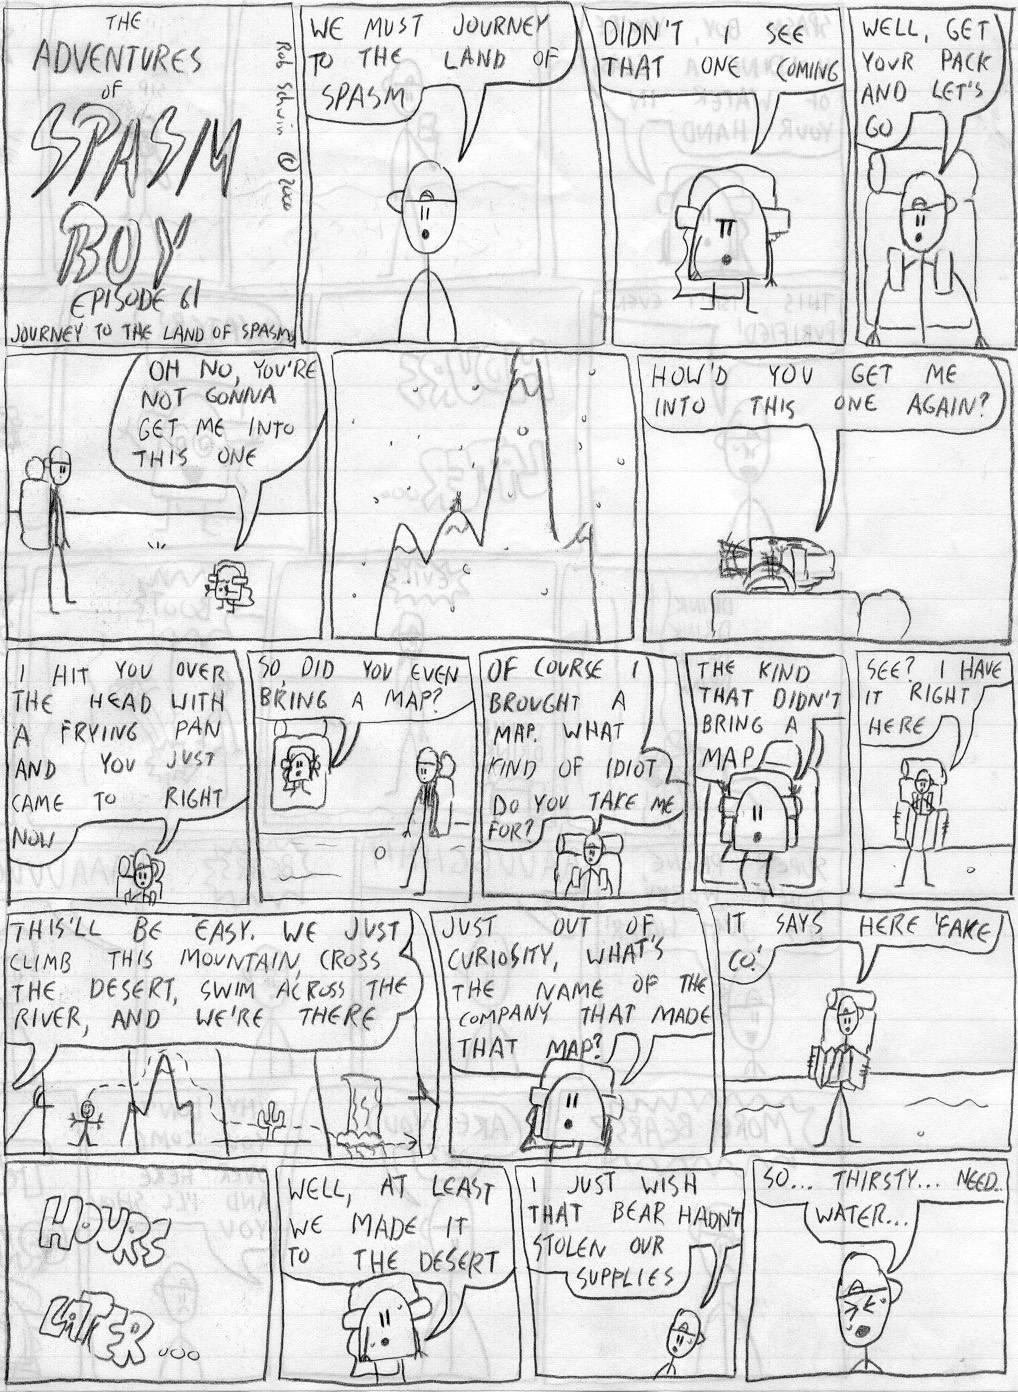 THE
ADVENTURES
OF
SPASM
BOY
EPISODE 61
JOURNEY TO THE LAND OF SPASM
Rob Schwin © 2000
WE MUST JOURNEY
TO THE LAND OF
SPASM
DIDN'T I SEE
THAT ONE COMING
WELL, GET
YOUR PACK
AND LET'S
GO
OH NO, YOU'RE
NOT GONNA
GET ME INTO
THIS ONE
HOW'D YOU GET ME
INTO THIS ONE AGAIN?
I HIT YOU OVER
THE HEAD WITH
A FRYING PAN
AND YOU JUST
CAME TO RIGHT
NOW
SO, DID YOU EVEN
BRING A MAP?
OF COURSE I
BROUGHT A
MAP. WHAT
KIND OF IDIOT
DO YOU TAKE ME
FOR?
THE KIND
THAT DIDN'T
BRING A
MAP
SEE? I HAVE
IT RIGHT
HERE
THIS'LL BE EASY. WE JUST
CLIMB THIS MOUNTAIN, CROSS
THE DESERT, SWIM ACROSS THE
RIVER, AND WE'RE THERE
JUST OUT OF
CURIOSITY, WHAT'S
THE NAME OF THE
COMPANY THAT MADE
THAT MAP?
IT SAYS HERE 'FAKE
CO.'
HOURS
LATER...
WELL, AT LEAST
WE MADE IT
TO THE DESERT
I JUST WISH
THAT BEAR HADN'T
STOLEN OUR
SUPPLIES
SO... THIRSTY... NEED..
WATER...